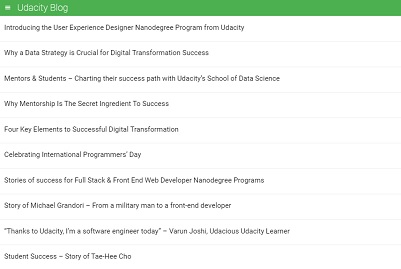 Udacity Blog
Introducing the User Experience Designer Nanodegree Program from Udacity
Why a Data Strategy is Crucial for Digital Transformation Success
Mentors & Students – Charting their success path with Udacity's School of Data Science
Why Mentorship Is The Secret Ingredient To Success
Four Key Elements to Successful Digital Transformation
Celebrating International Programmers' Day
Stories of success for Full Stack & Front End Web Developer Nanodegree Programs
Story of Michael Grandori – From a military man to a front-end developer
“Thanks to Udacity, I'm a software engineer today” – Varun Joshi, Udacious Udacity Learner
Student Success – Story of Tae-Hee Cho